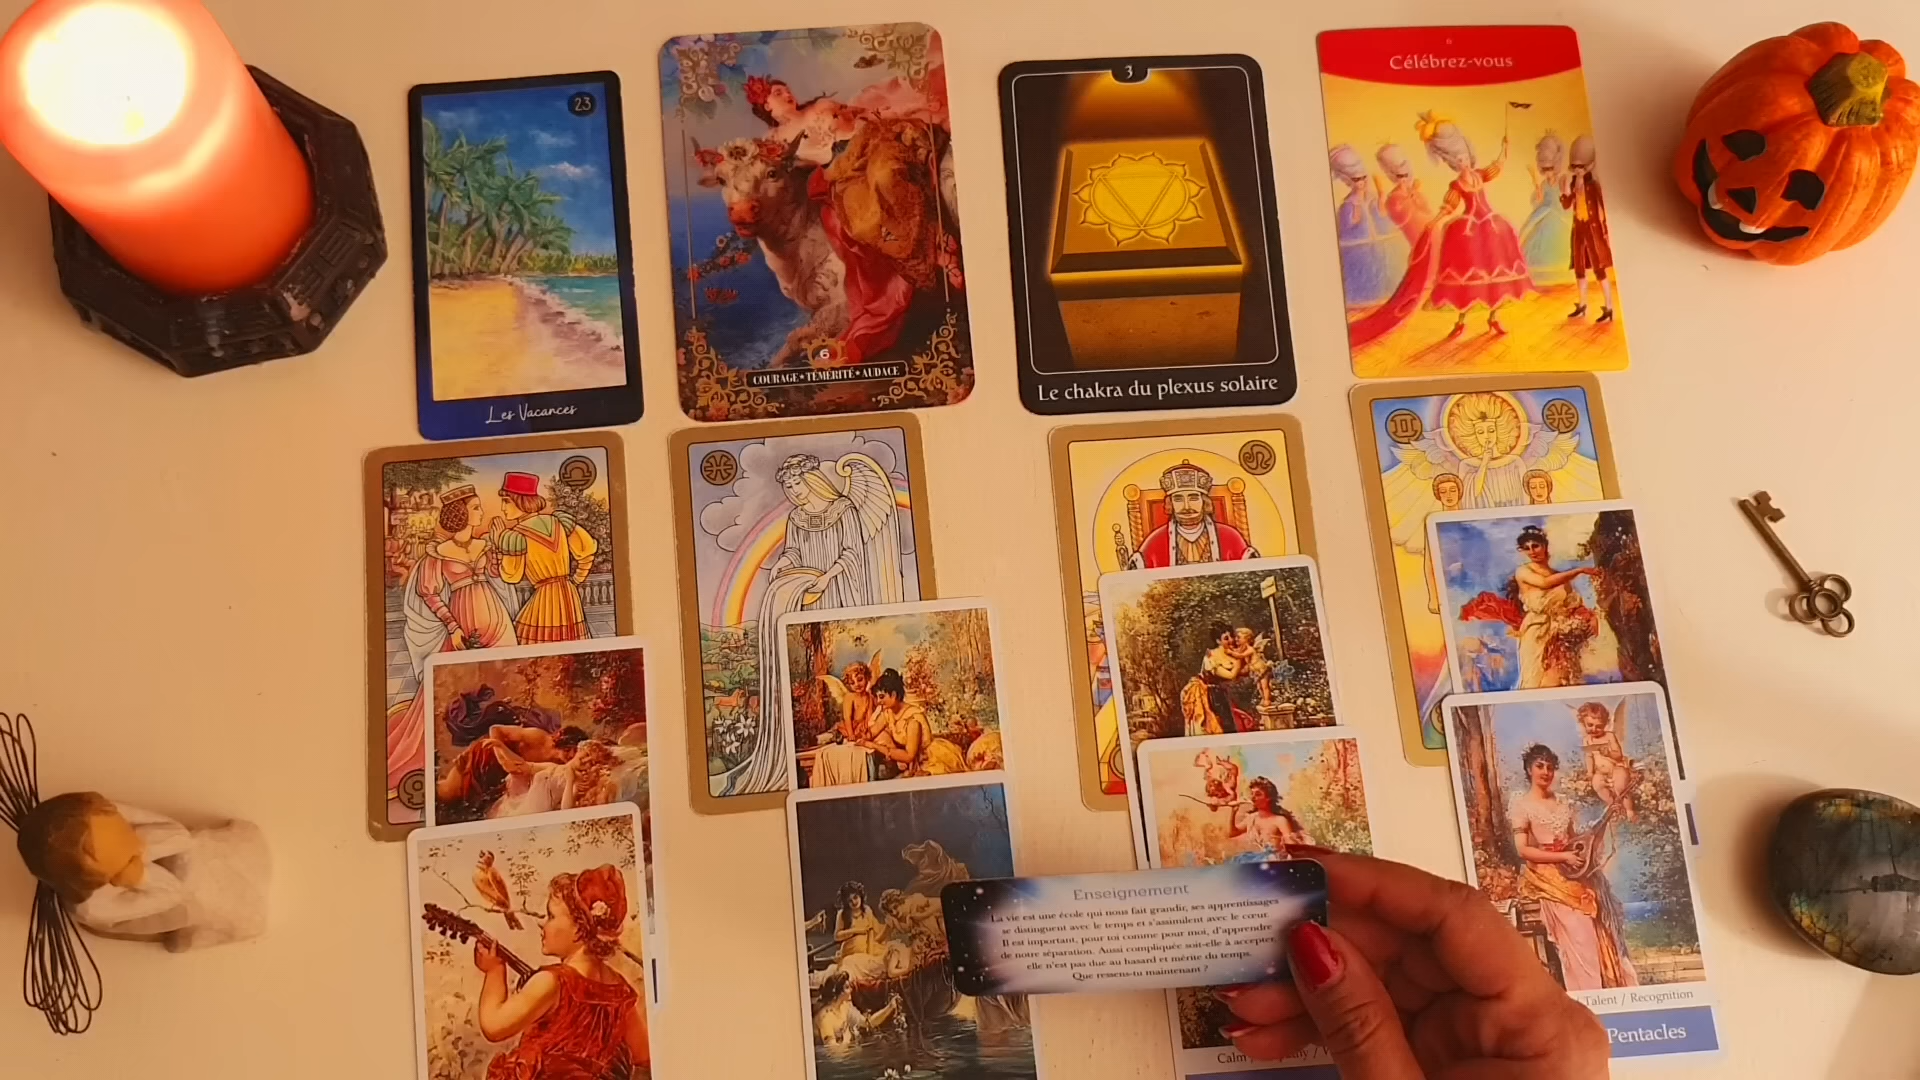 23
Les Vacances
6
COURAGE • TÉMÉRITÉ • AUDACE
3
Le chakra du plexus solaire
Célébrez-vous
Enseignement
La vie est une école qui nous fait grandir, ses apprentissages
se distinguent avec le temps et s'assimilent avec le cœur.
Il est important, pour toi comme pour moi, d'apprendre
de notre séparation. Aussi compliquée soit-elle à accepter,
elle n'est pas due au hasard et mérite du temps.
Que ressens-tu maintenant ?
Talent / Recognition
Pentacles
Calm /